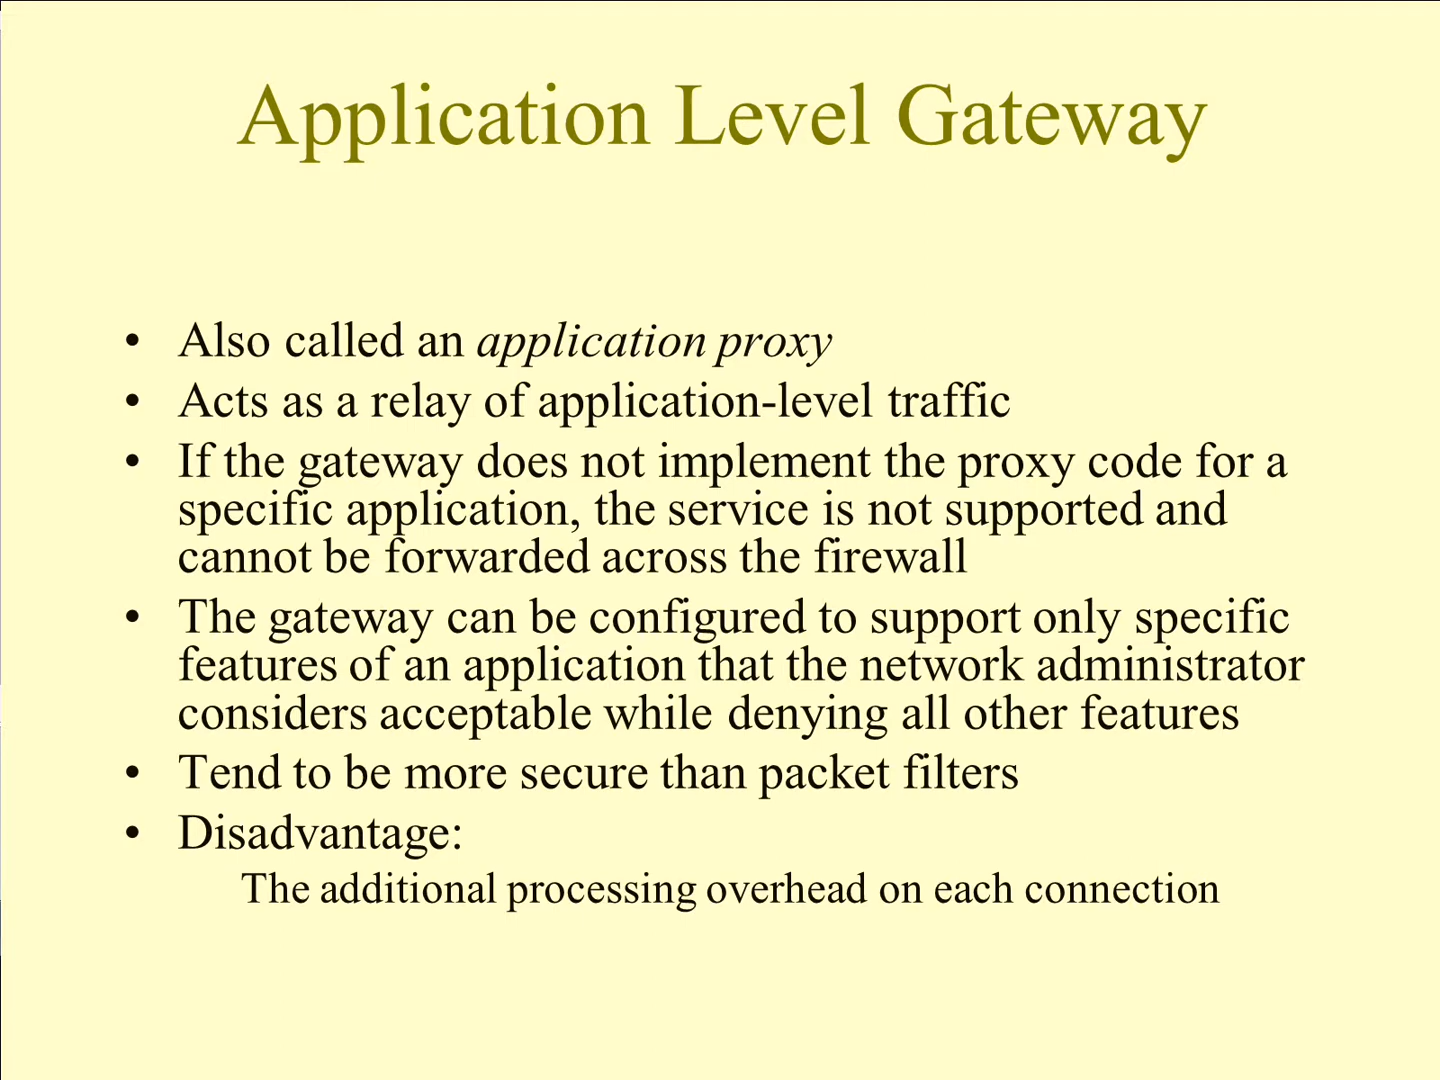 Application Level Gateway
• Also called an application proxy
• Acts as a relay of application-level traffic
• If the gateway does not implement the proxy code for a
specific application, the service is not supported and
cannot be forwarded across the firewall
• The gateway can be configured to support only specific
features of an application that the network administrator
considers acceptable while denying all other features
• Tend to be more secure than packet filters
• Disadvantage:
The additional processing overhead on each connection